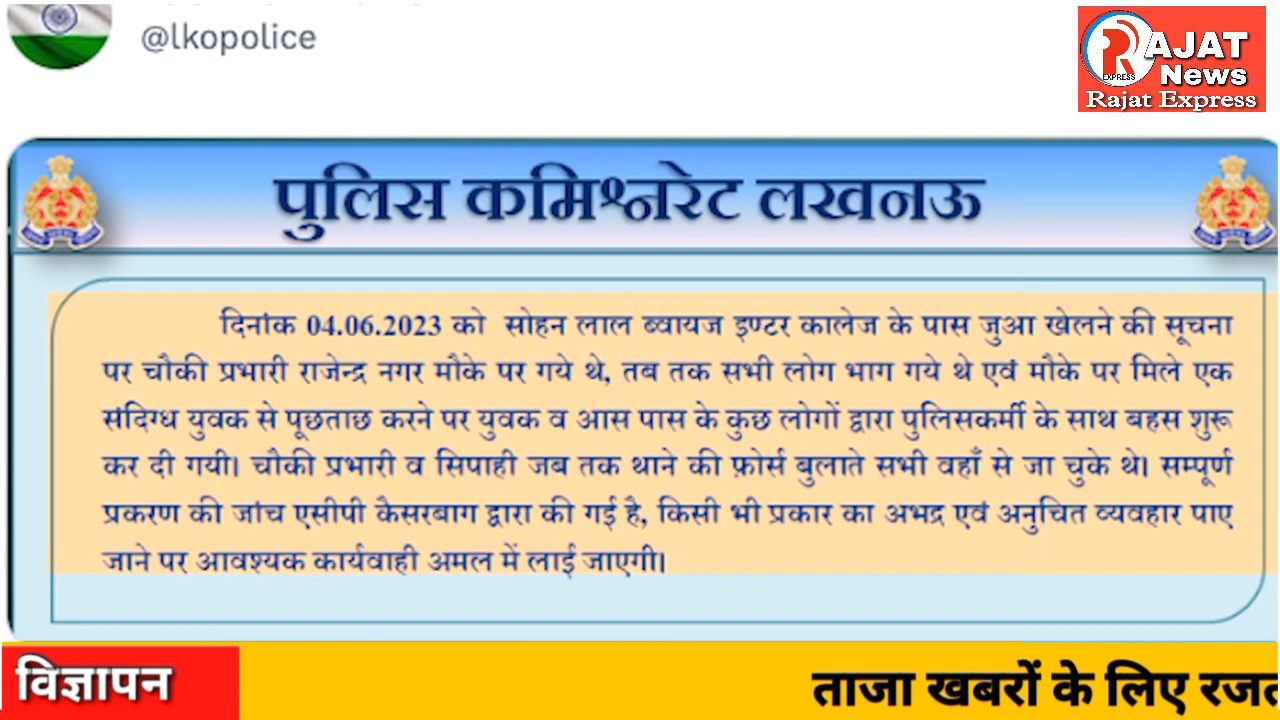 @lkopolice
RAJAT
News
EXPRESS
Rajat Express
पुलिस कमिश्नरेट लखनऊ
दिनांक 04.06.2023 को सोहन लाल ब्वायज इण्टर कालेज के पास जुआ खेलने की सूचना
पर चौकी प्रभारी राजेन्द्र नगर मौके पर गये थे, तब तक सभी लोग भाग गये थे एवं मौके पर मिले एक
संदिग्ध युवक से पूछताछ करने पर युवक व आस पास के कुछ लोगों द्वारा पुलिसकर्मी के साथ बहस शुरू
कर दी गयी। चौकी प्रभारी व सिपाही जब तक थाने की फ़ोर्स बुलाते सभी वहाँ से जा चुके थे। सम्पूर्ण
प्रकरण की जांच एसीपी कैसरबाग द्वारा की गई है, किसी भी प्रकार का अभद्र एवं अनुचित व्यवहार पाए
जाने पर आवश्यक कार्यवाही अमल में लाई जाएगी।
विज्ञापन
ताजा खबरों के लिए रजत